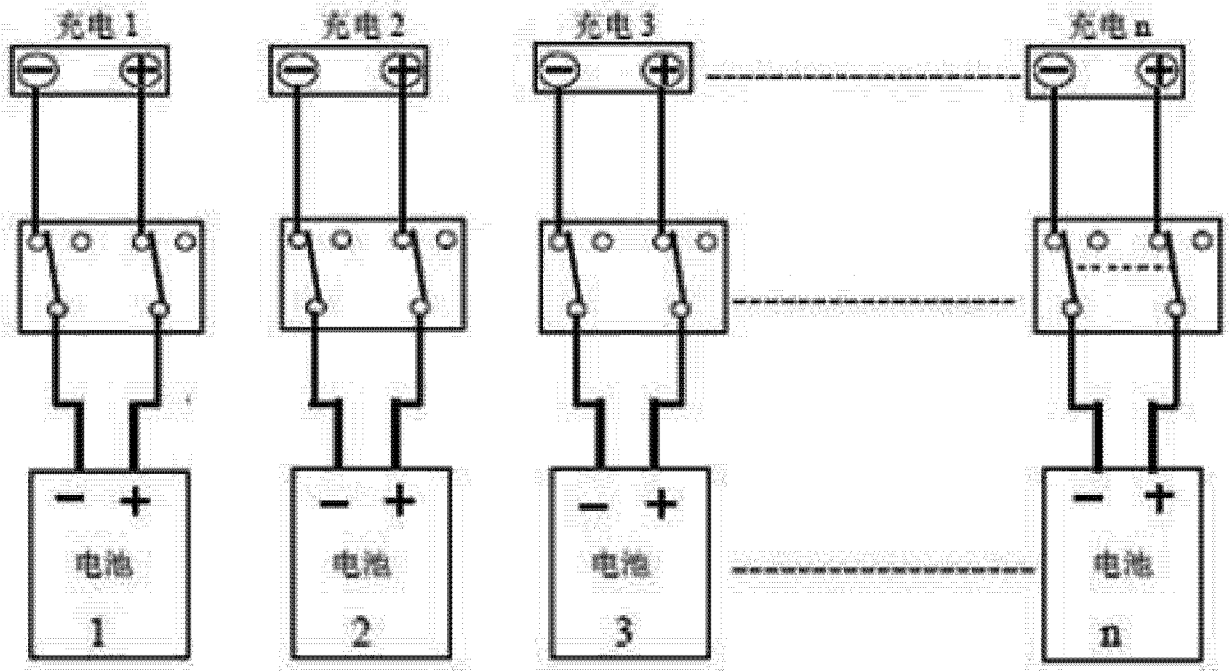 充电1 充电2 充电3 充电n
− + − + − + − +
− + − + − + − +
电池 电池 电池 电池
1 2 3 n